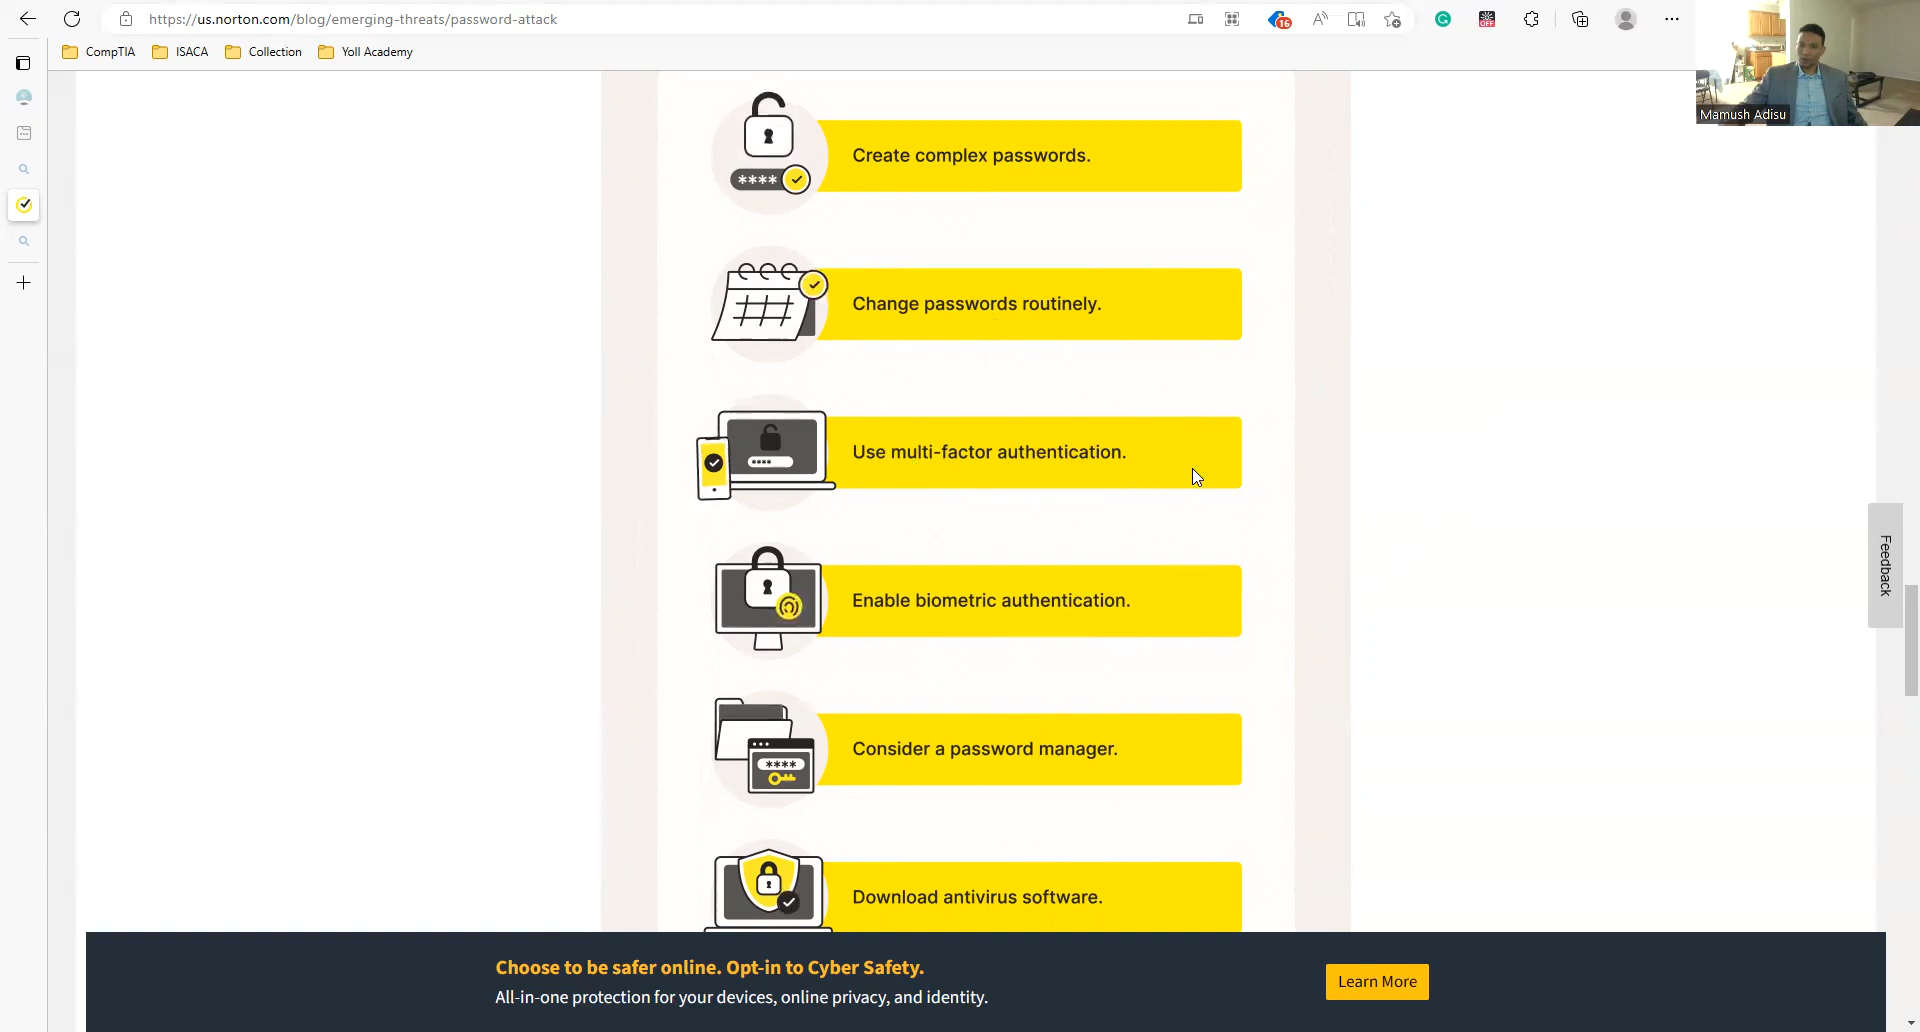 https://us.norton.com/blog/emerging-threats/password-attack
16
OFF
CompTIA
ISACA
Collection
Yoll Academy
Mamush Adisu
****
Create complex passwords.
Change passwords routinely.
****
Use multi-factor authentication.
Enable biometric authentication.
****
Consider a password manager.
Download antivirus software.
Feedback
Choose to be safer online. Opt-in to Cyber Safety.
All-in-one protection for your devices, online privacy, and identity.
Learn More